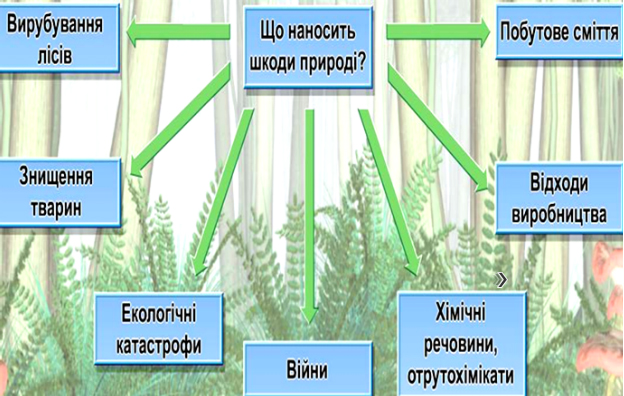 Що наносить
шкоди природі?
Вирубування
лісів
Побутове сміття
Знищення
тварин
Відходи
виробництва
Екологічні
катастрофи
Війни
Хімічні
речовини,
отрутохімікати